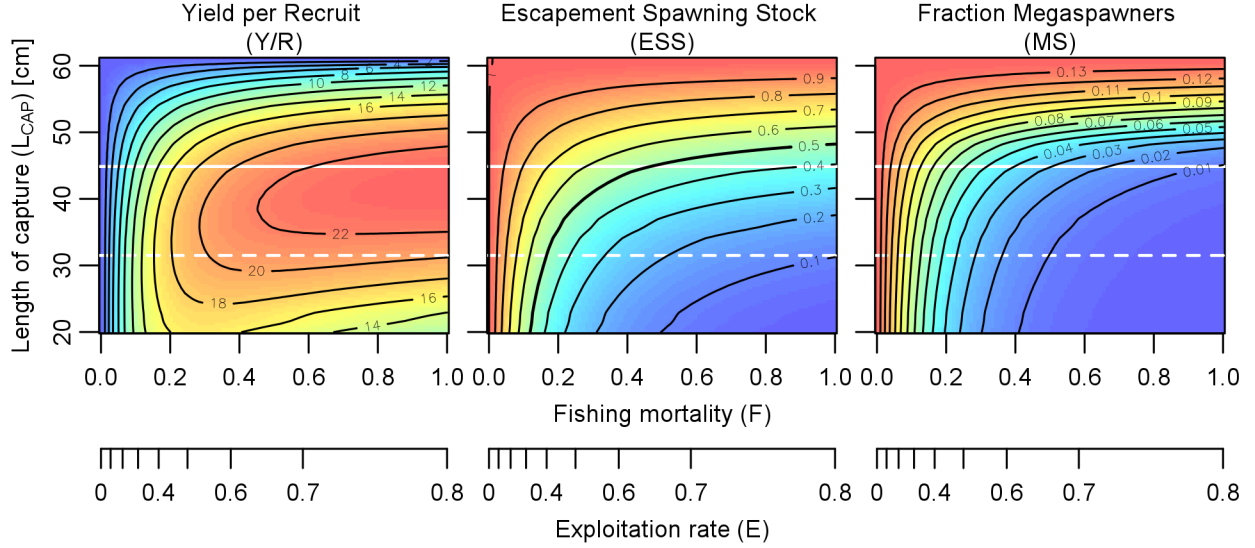 Yield per Recruit
(Y/R)
Escapement Spawning Stock
(ESS)
Fraction Megaspawners
(MS)
Length of capture (LCAP) [cm]
60
50
40
30
20
2
4
6
8
10
12
14
16
22
20
18
16
14
0.9
0.8
0.7
0.6
0.5
0.4
0.3
0.2
0.1
0.13
0.12
0.11
0.1
0.09
0.08
0.07
0.06
0.05
0.04
0.03
0.02
0.01
0.0 0.2 0.4 0.6 0.8 1.0
0.0 0.2 0.4 0.6 0.8 1.0
0.0 0.2 0.4 0.6 0.8 1.0
Fishing mortality (F)
0 0.4 0.6 0.7 0.8
0 0.4 0.6 0.7 0.8
0 0.4 0.6 0.7 0.8
Exploitation rate (E)